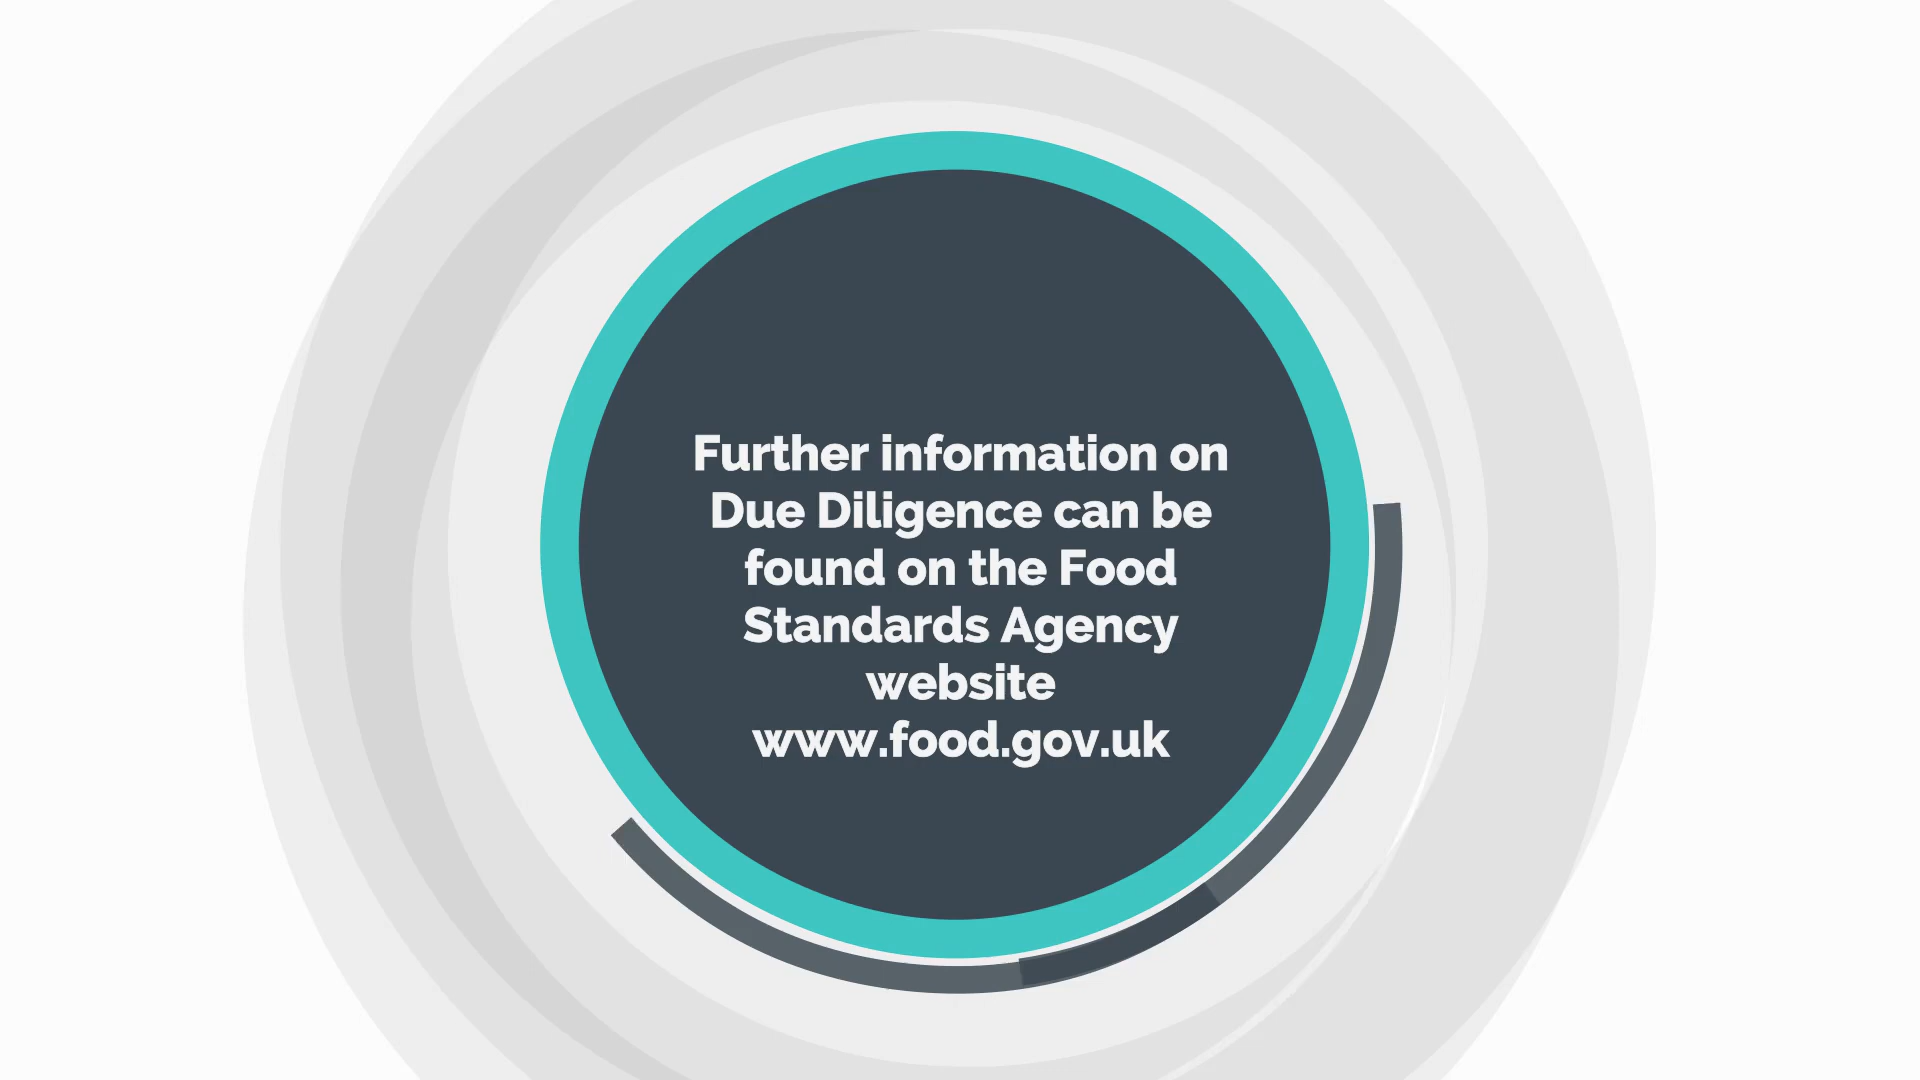 Further information on
Due Diligence can be
found on the Food
Standards Agency
website
www.food.gov.uk